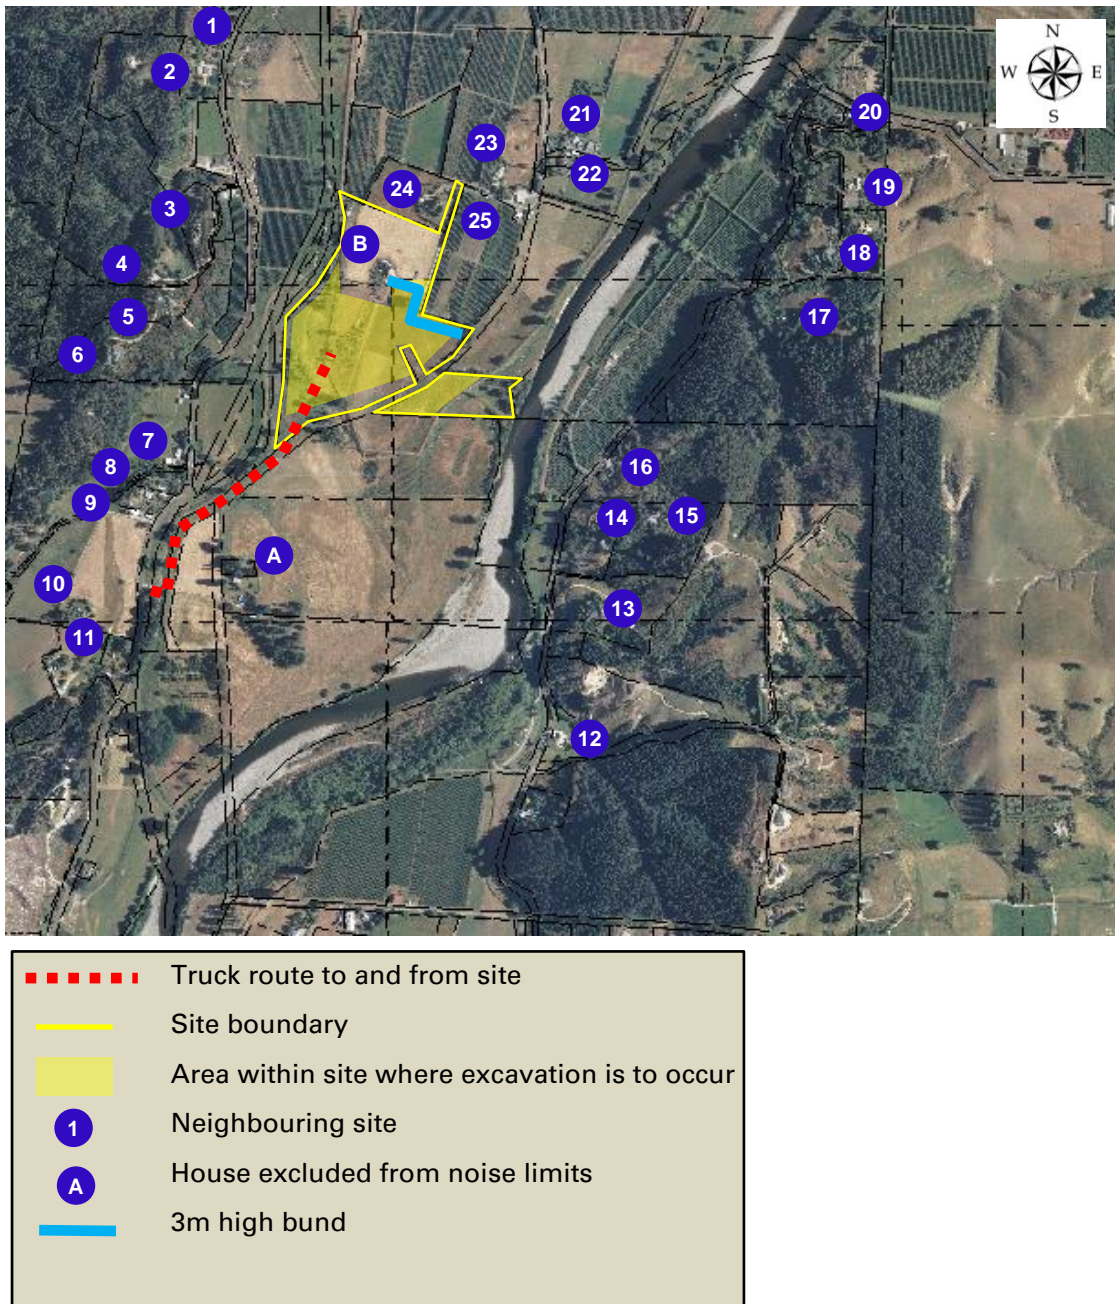 1
2
N
W E
S
21
20
23
22
24
19
3
25
B
18
4
5
17
6
7
8
16
9
14
15
A
10
13
11
12
Truck route to and from site
Site boundary
Area within site where excavation is to occur
1 Neighbouring site
A House excluded from noise limits
3m high bund